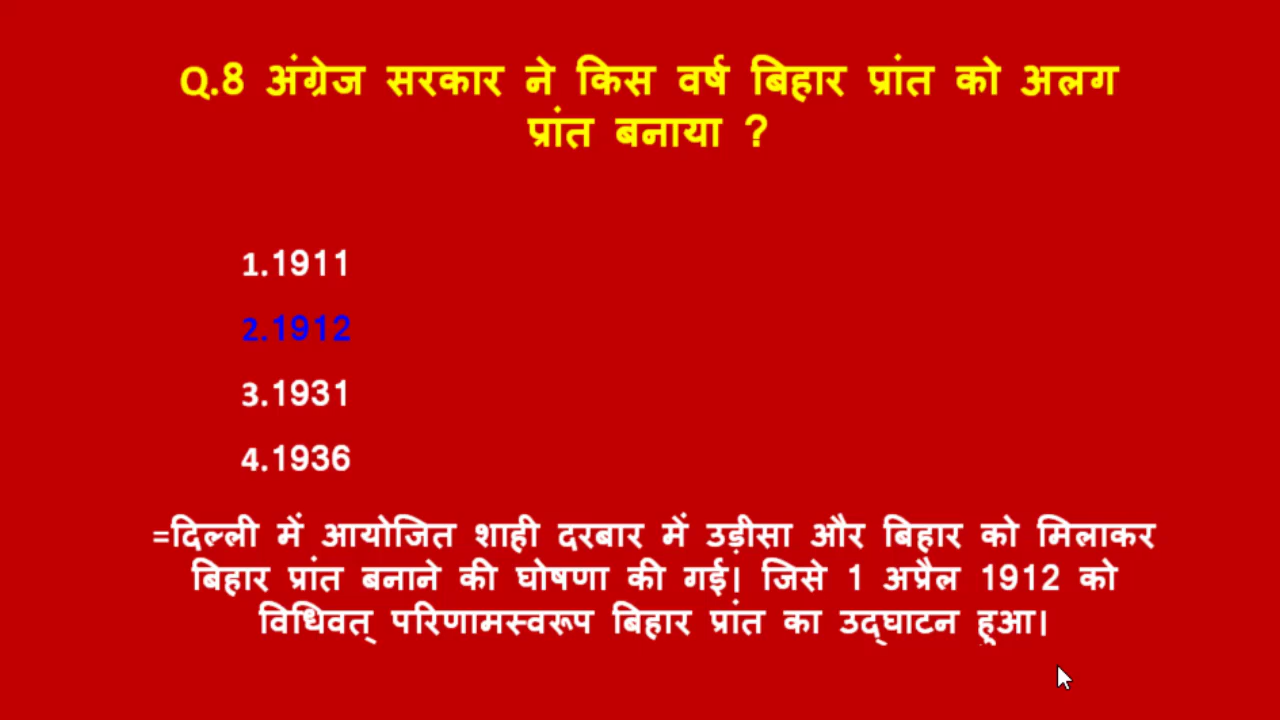 Q.8 अंग्रेज सरकार ने किस वर्ष बिहार प्रांत को अलग
प्रांत बनाया ?
1.1911
2.1912
3.1931
4.1936
=दिल्ली में आयोजित शाही दरबार में उड़ीसा और बिहार को मिलाकर
बिहार प्रांत बनाने की घोषणा की गई। जिसे 1 अप्रैल 1912 को
विधिवत् परिणामस्वरूप बिहार प्रांत का उद्‌घाटन हूआ।